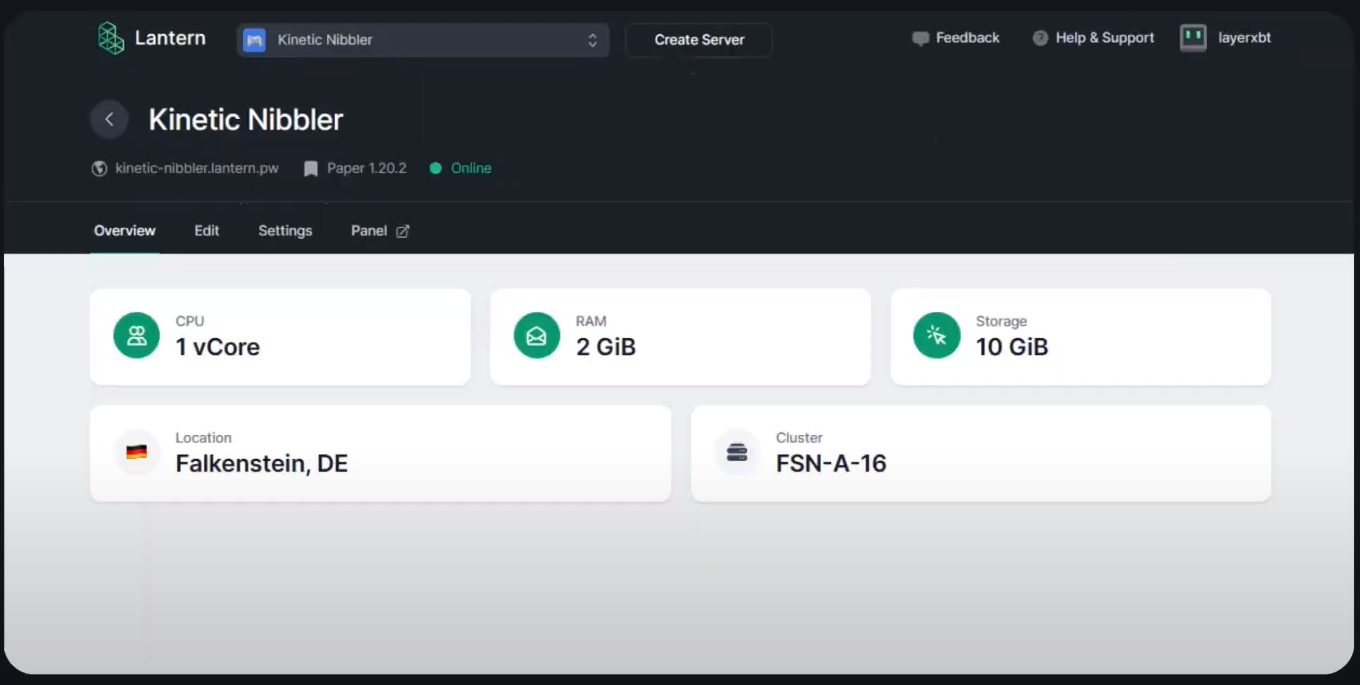 Lantern
Kinetic Nibbler
Create Server
Feedback
Help & Support
layerxbt
Kinetic Nibbler
kinetic-nibbler.lantern.pw
Paper 1.20.2
Online
Overview
Edit
Settings
Panel
CPU
1 vCore
RAM
2 GiB
Storage
10 GiB
Location
Falkenstein, DE
Cluster
FSN-A-16